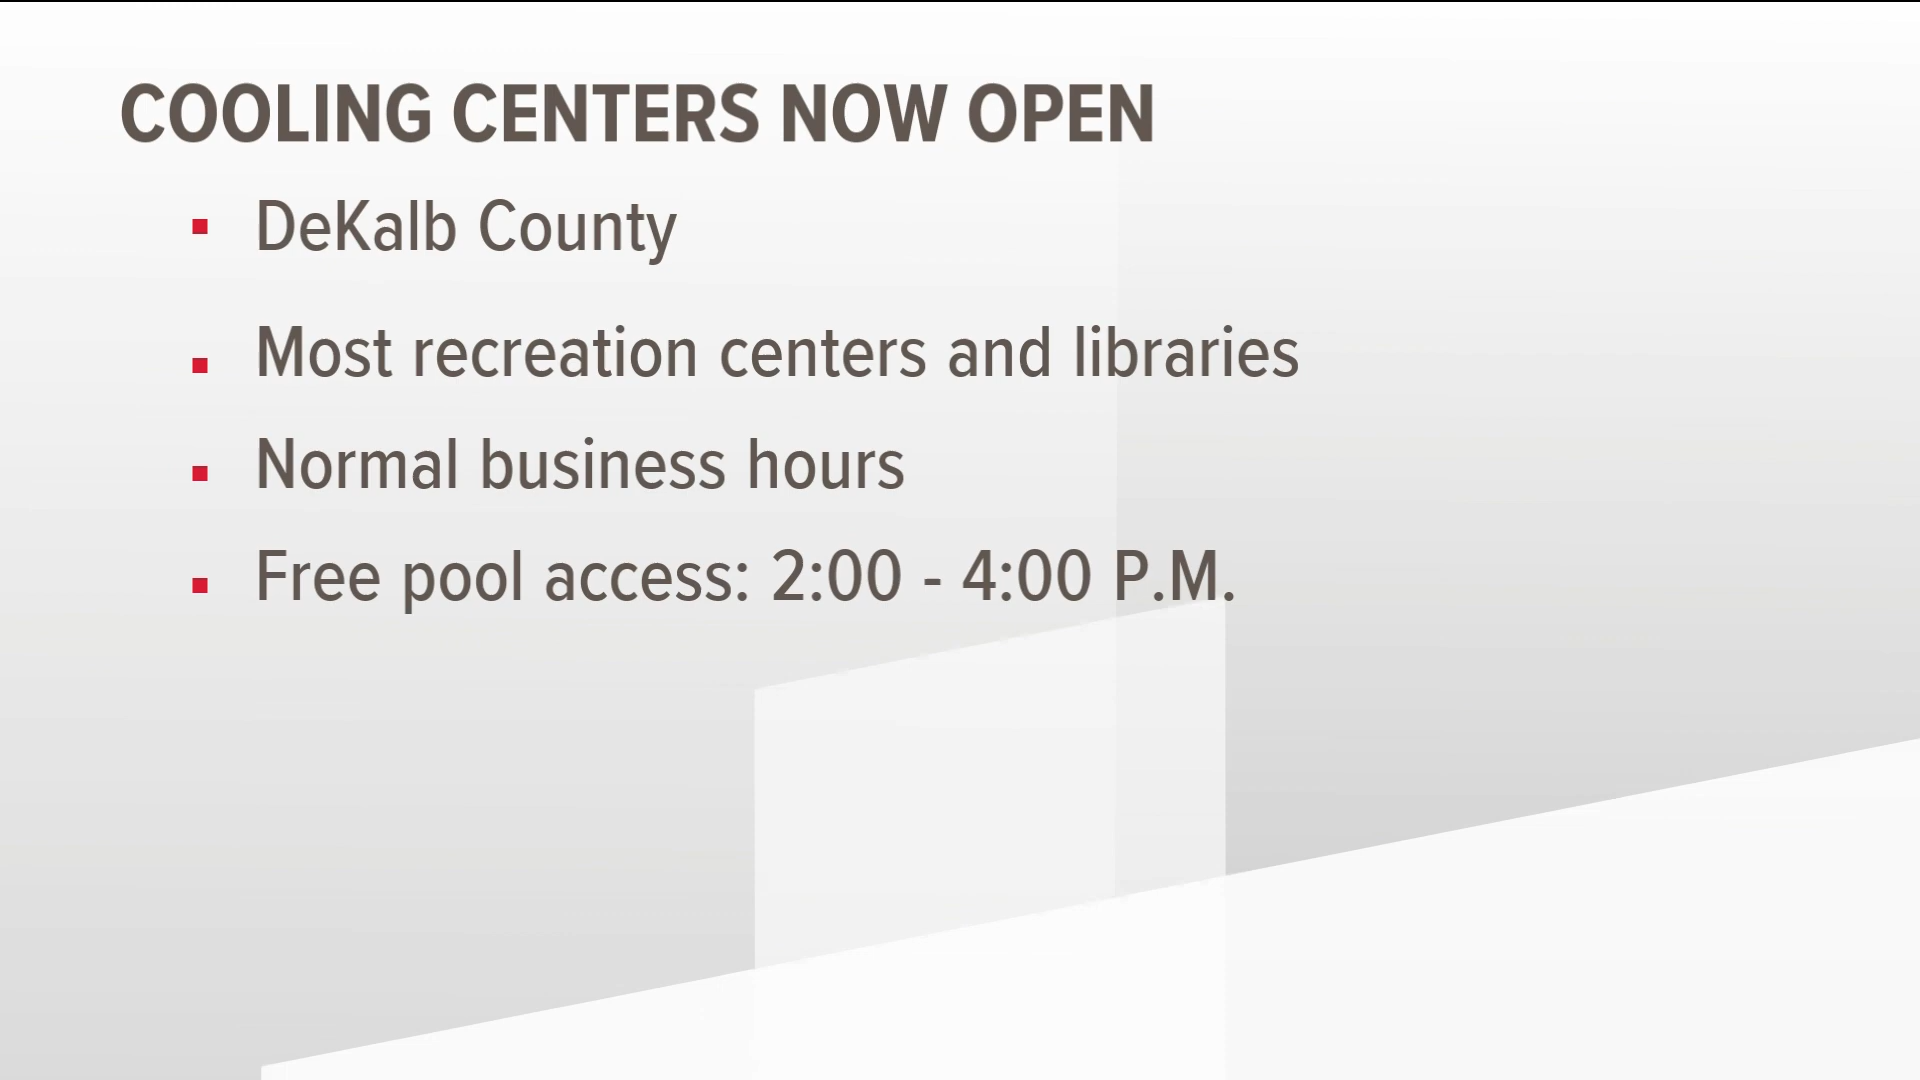 COOLING CENTERS NOW OPEN
DeKalb County
Most recreation centers and libraries
Normal business hours
Free pool access: 2:00 - 4:00 P.M.